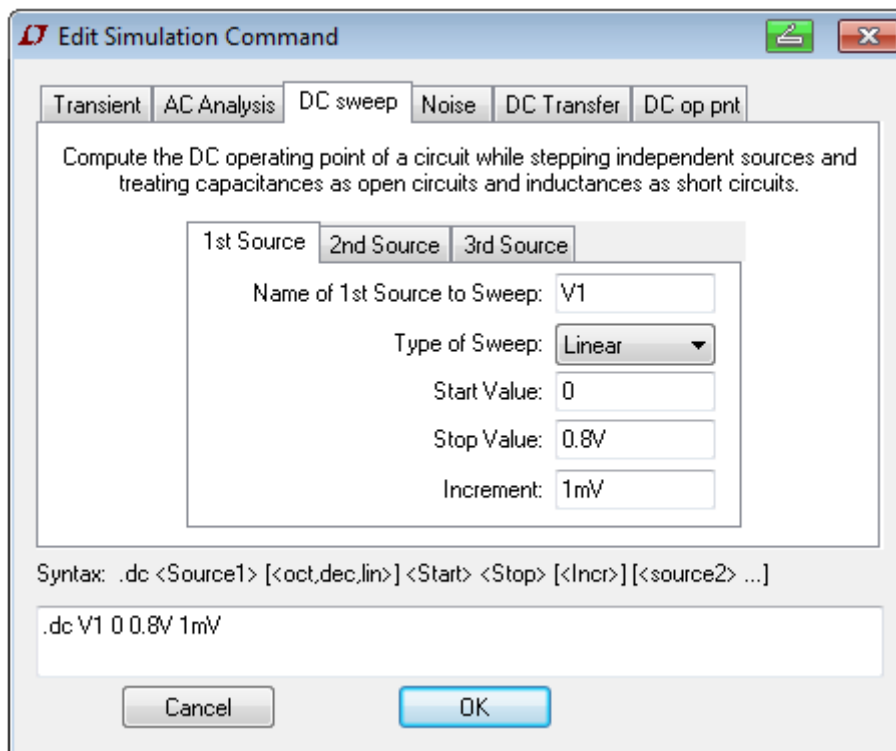 Edit Simulation Command
Transient AC Analysis DC sweep Noise DC Transfer DC op pnt
Compute the DC operating point of a circuit while stepping independent sources and
treating capacitances as open circuits and inductances as short circuits.
1st Source 2nd Source 3rd Source
Name of 1st Source to Sweep: V1
Type of Sweep: Linear
Start Value: 0
Stop Value: 0.8V
Increment: 1mV
Syntax: .dc <Source1> [<oct,dec,lin>] <Start> <Stop> [<Incr>] [<source2> ...]
.dc V1 0 0.8V 1mV
Cancel OK